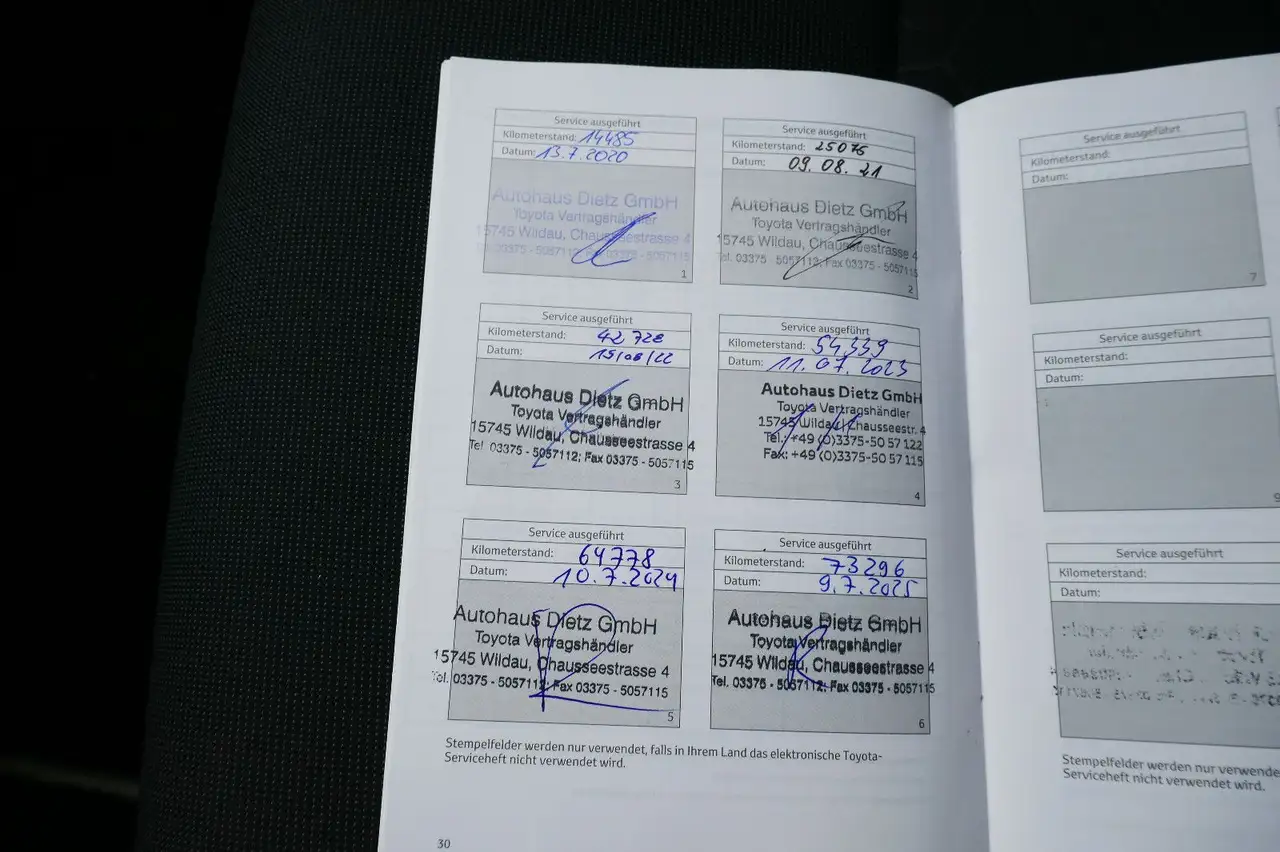 Service ausgeführt
Kilometerstand: 14485
Datum: 13.7.2020
Autohaus Dietz GmbH
Toyota Vertragshändler
15745 Wildau, Chausseestrasse 4
1
Service ausgeführt
Kilometerstand: 25076
Datum: 09.08.21
Autohaus Dietz GmbH
Toyota Vertragshändler
15745 Wildau, Chausseestrasse 4
Tel. 03375 - 5057112; Fax 03375 - 5057115
2
Service ausgeführt
Kilometerstand: 42728
Datum: 15/08/22
Autohaus Dietz GmbH
Toyota Vertragshändler
15745 Wildau, Chausseestrasse 4
Tel. 03375 - 5057112; Fax 03375 - 5057115
3
Service ausgeführt
Kilometerstand: 54339
Datum: 11.07.2023
Autohaus Dietz GmbH
Toyota Vertragshändler
15745 Wildau, Chausseestr. 4
Tel.: +49 (0)3375-50 57 122
Fax: +49 (0)3375-50 57 115
4
Service ausgeführt
Kilometerstand: 64778
Datum: 10.7.2024
Autohaus Dietz GmbH
Toyota Vertragshändler
15745 Wildau, Chausseestrasse 4
Tel. 03375 - 5057112; Fax 03375 - 5057115
5
Service ausgeführt
Kilometerstand: 73296
Datum: 9.7.2025
Autohaus Dietz GmbH
Toyota Vertragshändler
15745 Wildau, Chausseestrasse 4
Tel. 03375 - 5057112; Fax 03375 - 5057115
6
Stempelfelder werden nur verwendet, falls in Ihrem Land das elektronische Toyota-
Serviceheft nicht verwendet wird.
30
Service ausgeführt
Kilometerstand:
Datum:
7
Service ausgeführt
Kilometerstand:
Datum:
9
Service ausgeführt
Kilometerstand:
Datum:
Stempelfelder werden nur verwende
Serviceheft nicht verwendet wird.